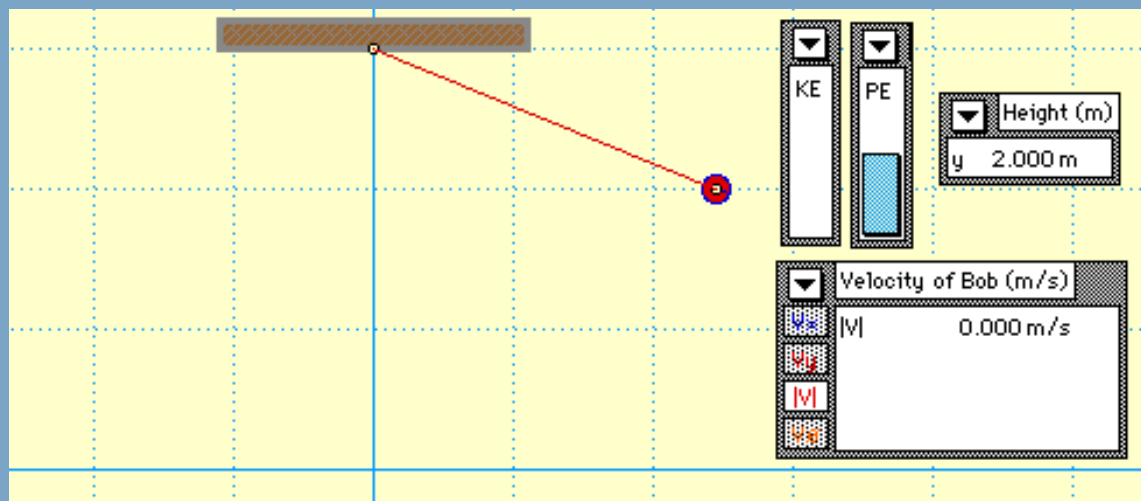 KE
PE
Height (m)
y 2.000 m
Velocity of Bob (m/s)
Vx
|V| 0.000 m/s
Vy
|V|